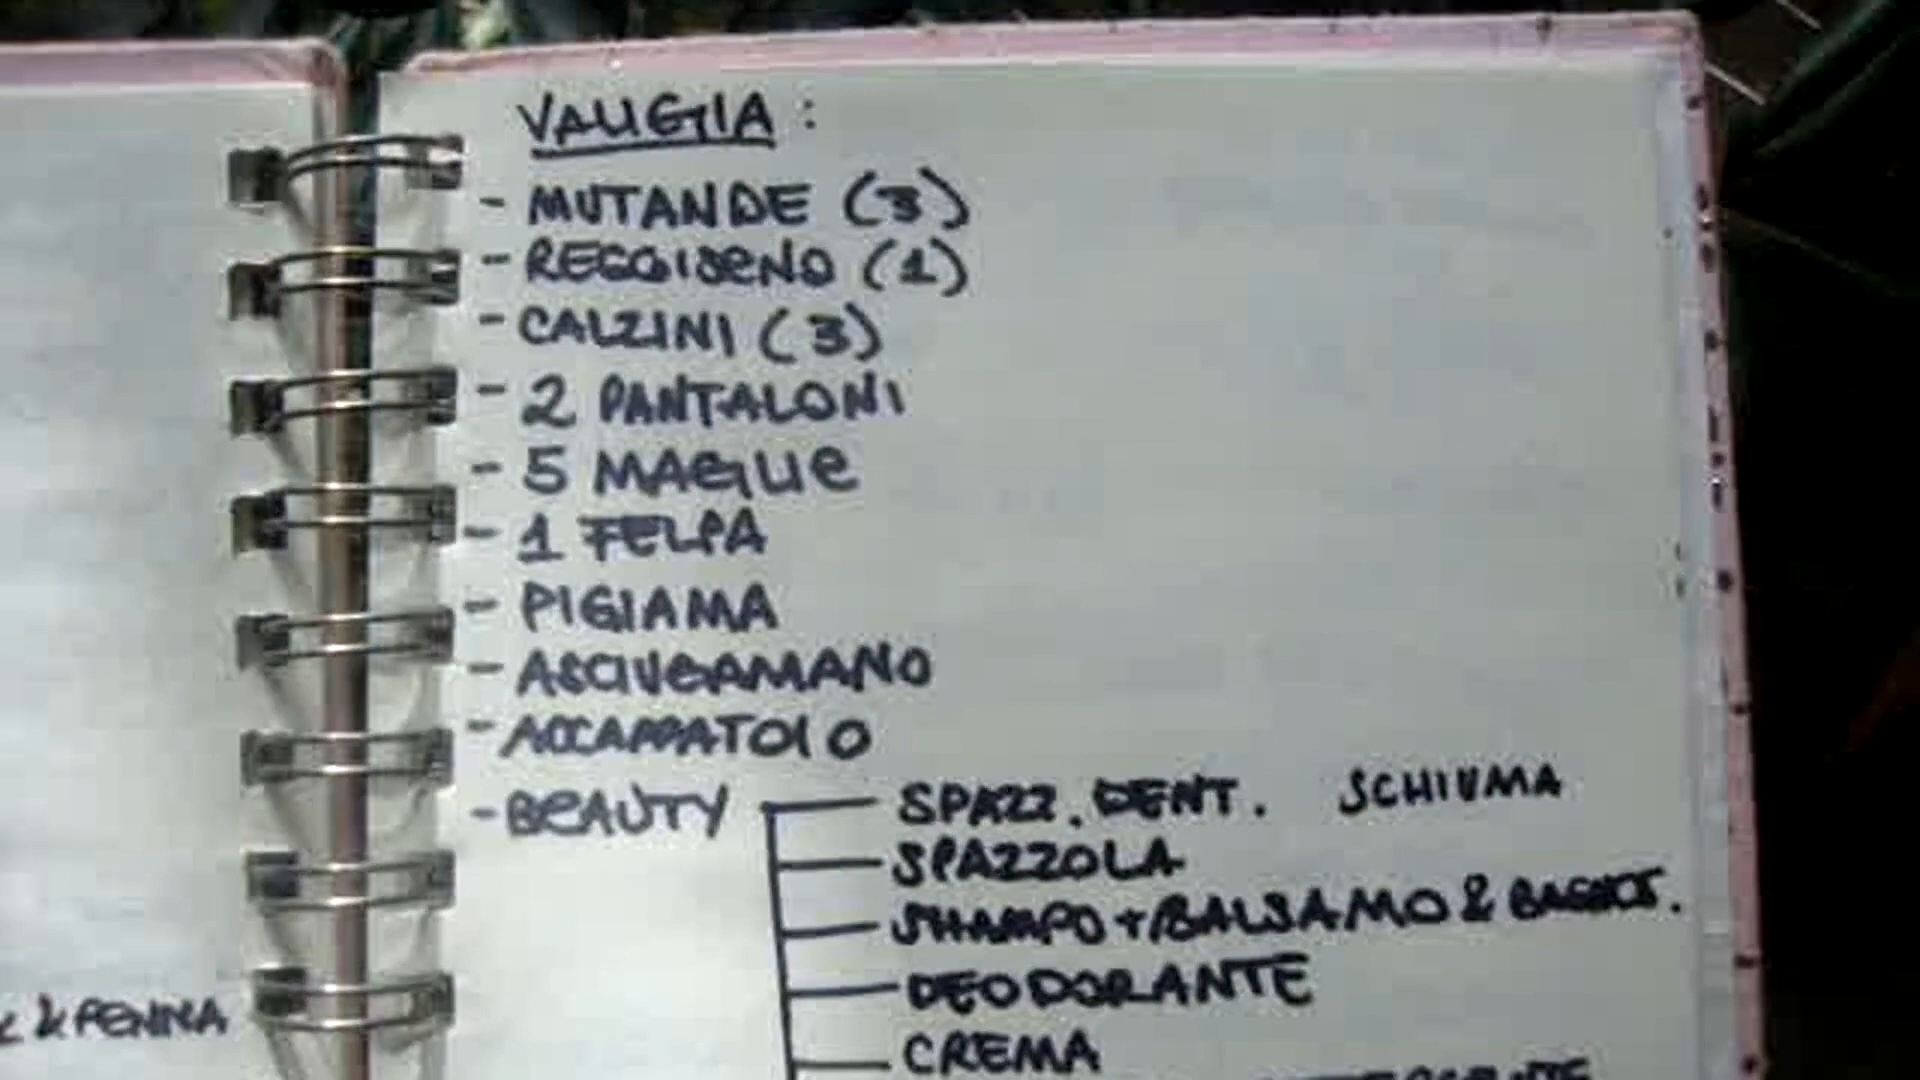 & PENNA
VALIGIA:
- MUTANDE (3)
- REGGISENO (1)
- CALZINI (3)
- 2 PANTALONI
- 5 MAGLIE
- 1 FELPA
- PIGIAMA
- ASCIUGAMANO
- ACCAPPATOIO
- BEAUTY SPAZZ. DENT. SCHIUMA
SPAZZOLA
SHAMPO + BALSAMO &
DEODORANTE
CREMA